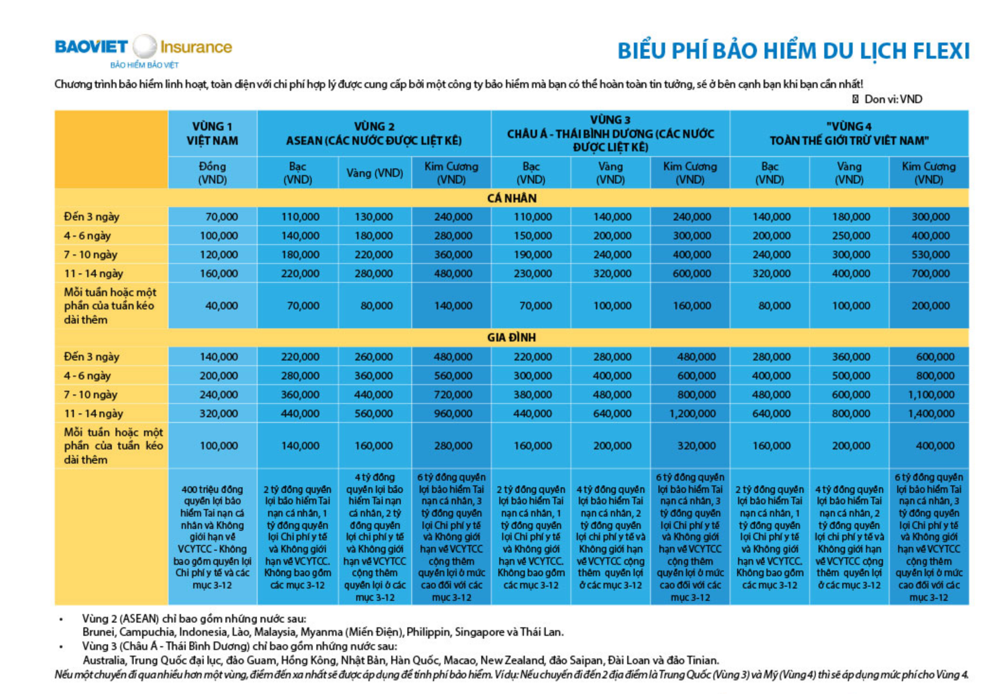 BAOVIET Insurance
BẢO HIỂM BẢO VIỆT
BIỂU PHÍ BẢO HIỂM DU LỊCH FLEXI
Chương trình bảo hiểm linh hoạt, toàn diện với chi phí hợp lý được cung cấp bởi một công ty bảo hiểm mà bạn có thể hoàn toàn tin tưởng, sẽ ở bên cạnh bạn khi bạn cần nhất!
Don vi: VND
VÙNG 1
VIỆT NAM
VÙNG 2
ASEAN (CÁC NƯỚC ĐƯỢC LIỆT KÊ)
VÙNG 3
CHÂU Á - THÁI BÌNH DƯƠNG (CÁC NƯỚC
ĐƯỢC LIỆT KÊ)
"VÙNG 4
TOÀN THẾ GIỚI TRỪ VIÊT NAM"
Đồng
(VND)
Bạc
(VND)
Vàng (VND)
Kim Cương
(VND)
Bạc
(VND)
Vàng
(VND)
Kim Cương
(VND)
Bạc
(VND)
Vàng
(VND)
Kim Cương
(VND)
CÁ NHÂN
Đến 3 ngày 70,000 110,000 130,000 240,000 110,000 140,000 240,000 140,000 180,000 300,000
4 - 6 ngày 100,000 140,000 180,000 280,000 150,000 200,000 300,000 200,000 250,000 400,000
7 - 10 ngày 120,000 180,000 220,000 360,000 190,000 240,000 400,000 240,000 300,000 530,000
11 - 14 ngày 160,000 220,000 280,000 480,000 230,000 320,000 600,000 320,000 400,000 700,000
Mỗi tuần hoặc một
phần của tuần kéo
dài thêm
40,000 70,000 80,000 140,000 70,000 100,000 160,000 80,000 100,000 200,000
GIA ĐÌNH
Đến 3 ngày 140,000 220,000 260,000 480,000 220,000 280,000 480,000 280,000 360,000 600,000
4 - 6 ngày 200,000 280,000 360,000 560,000 300,000 400,000 600,000 400,000 500,000 800,000
7 - 10 ngày 240,000 360,000 440,000 720,000 380,000 480,000 800,000 480,000 600,000 1,100,000
11 - 14 ngày 320,000 440,000 560,000 960,000 440,000 640,000 1,200,000 640,000 800,000 1,400,000
Mỗi tuần hoặc một
phần của tuần kéo
dài thêm
100,000 140,000 160,000 280,000 160,000 200,000 320,000 160,000 200,000 400,000
400 triệu đồng
quyền lợi bảo
hiểm Tai nạn cá
nhân và Không
giới hạn về
VCYTCC - Không
bao gồm quyền lợi
Chi phí y tế và các
mục 3-12
2 tỷ đồng quyền
lợi bảo hiểm Tai
nạn cá nhân, 1
tỷ đồng quyền
lợi Chi phí y tế
và Không giới
hạn về VCYTCC.
Không bao gồm
các mục 3-12
4 tỷ đồng
quyền lợi bảo
hiểm Tai nạn
cá nhân, 2 tỷ
đồng quyền
lợi chi phí y tế
và Không giới
hạn về VCYTCC
cộng thêm
quyền lợi ở các
mục 3-12
6 tỷ đồng quyền
lợi bảo hiểm Tai
nạn cá nhân, 3
tỷ đồng quyền
lợi Chi phí y tế
và Không giới
hạn về VCYTCC
cộng thêm
quyền lợi ở mức
cao đối với các
mục 3-12
2 tỷ đồng quyền
lợi bảo hiểm Tai
nạn cá nhân, 1
tỷ đồng quyền
lợi Chi phí y tế
và Không giới
hạn về VCYTCC.
Không bao gồm
các mục 3-12
4 tỷ đồng quyền
lợi bảo hiểm Tai
nạn cá nhân, 2
tỷ đồng quyền
lợi chi phí y tế và
Không giới hạn
về VCYTCC cộng
thêm quyền lợi
ở các mục 3-12
6 tỷ đồng quyền
lợi bảo hiểm Tai
nạn cá nhân, 3
tỷ đồng quyền
lợi Chi phí y tế
và Không giới
hạn về VCYTCC
cộng thêm
quyền lợi ở mức
cao đối với các
mục 3-12
2 tỷ đồng quyền
lợi bảo hiểm Tai
nạn cá nhân, 1
tỷ đồng quyền
lợi Chi phí y tế
và Không giới
hạn về VCYTCC.
Không bao gồm
các mục 3-12
4 tỷ đồng quyền
lợi bảo hiểm Tai
nạn cá nhân, 2
tỷ đồng quyền
lợi chi phí y tế và
Không giới hạn
về VCYTCC cộng
thêm quyền lợi
ở các mục 3-12
6 tỷ đồng quyền
lợi bảo hiểm Tai
nạn cá nhân, 3
tỷ đồng quyền
lợi Chi phí y tế
và Không giới
hạn về VCYTCC
cộng thêm
quyền lợi ở mức
cao đối với các
mục 3-12
• Vùng 2 (ASEAN) chỉ bao gồm những nước sau:
Brunei, Campuchia, Indonesia, Lào, Malaysia, Myanma (Miến Điện), Philippin, Singapore và Thái Lan.
• Vùng 3 (Châu Á - Thái Bình Dương) chỉ bao gồm những nước sau:
Australia, Trung Quốc đại lục, đảo Guam, Hồng Kông, Nhật Bản, Hàn Quốc, Macao, New Zealand, đảo Saipan, Đài Loan và đảo Tinian.
Nếu một chuyến đi qua nhiều hơn một vùng, điểm đến xa nhất sẽ được áp dụng để tính phí bảo hiểm. Ví dụ: Nếu chuyến đi đến 2 địa điểm là Trung Quốc (Vùng 3) và Mỹ (Vùng 4) thì sẽ áp dụng mức phí cho Vùng 4.